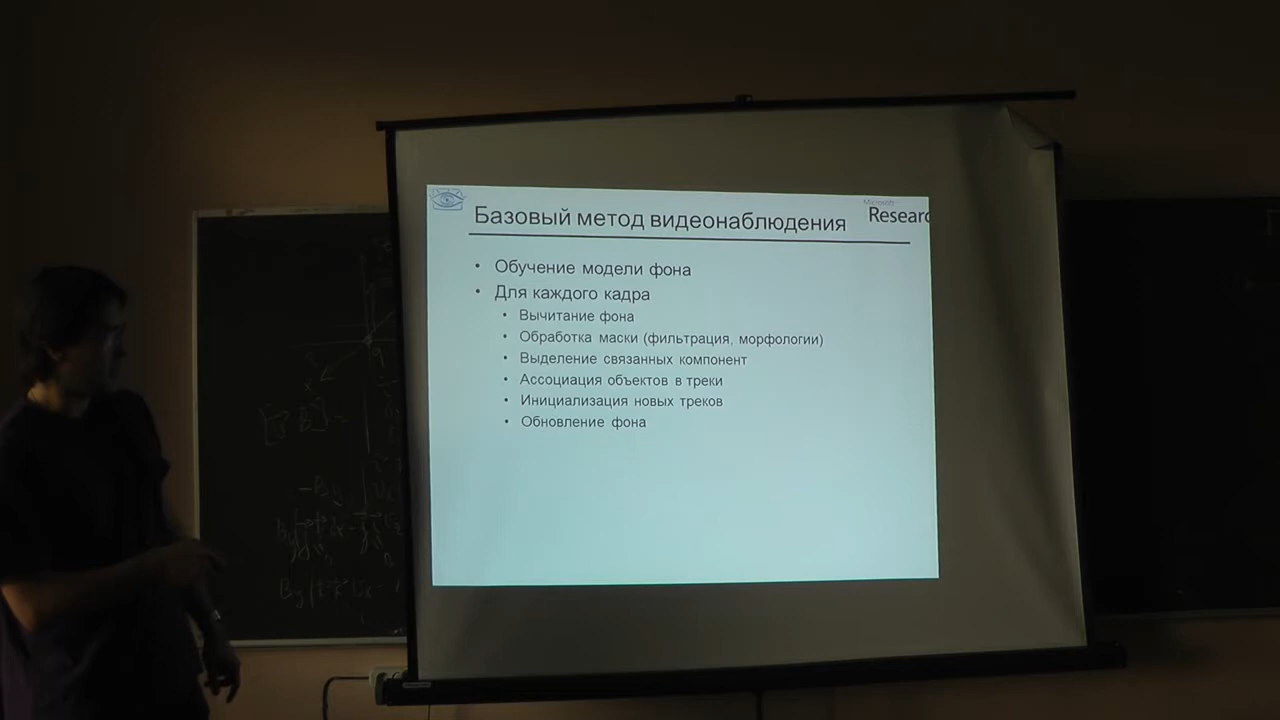 Базовый метод видеонаблюдения
Microsoft
Researc
• Обучение модели фона
• Для каждого кадра
• Вычитание фона
• Обработка маски (фильтрация, морфологии)
• Выделение связанных компонент
• Ассоциация объектов в треки
• Инициализация новых треков
• Обновление фона